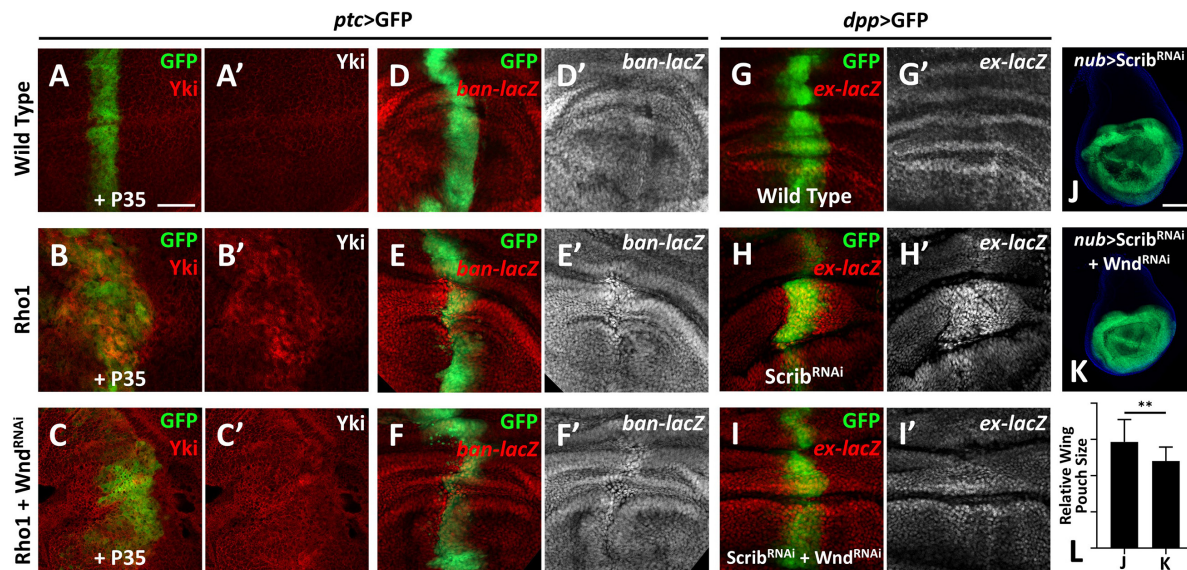 ptc>GFP
dpp>GFP
Wild Type
A GFP
Yki
+ P35
A′ Yki
D GFP
ban-lacZ
D′ ban-lacZ
G GFP
ex-lacZ
Wild Type
G′ ex-lacZ
nub>Scrib^RNAi
J
Rho1
B GFP
Yki
+ P35
B′ Yki
E GFP
ban-lacZ
E′ ban-lacZ
H GFP
ex-lacZ
Scrib^RNAi
H′ ex-lacZ
nub>Scrib^RNAi
+ Wnd^RNAi
K
Rho1 + Wnd^RNAi
C GFP
Yki
+ P35
C′ Yki
F GFP
ban-lacZ
F′ ban-lacZ
I GFP
ex-lacZ
Scrib^RNAi + Wnd^RNAi
I′ ex-lacZ
**
Relative Wing
Pouch Size
L
J K